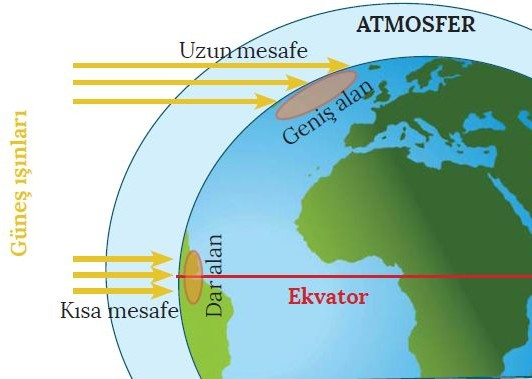 ATMOSFER
Uzun mesafe
Geniş alan
Güneş ışınları
Dar alan
Ekvator
Kısa mesafe